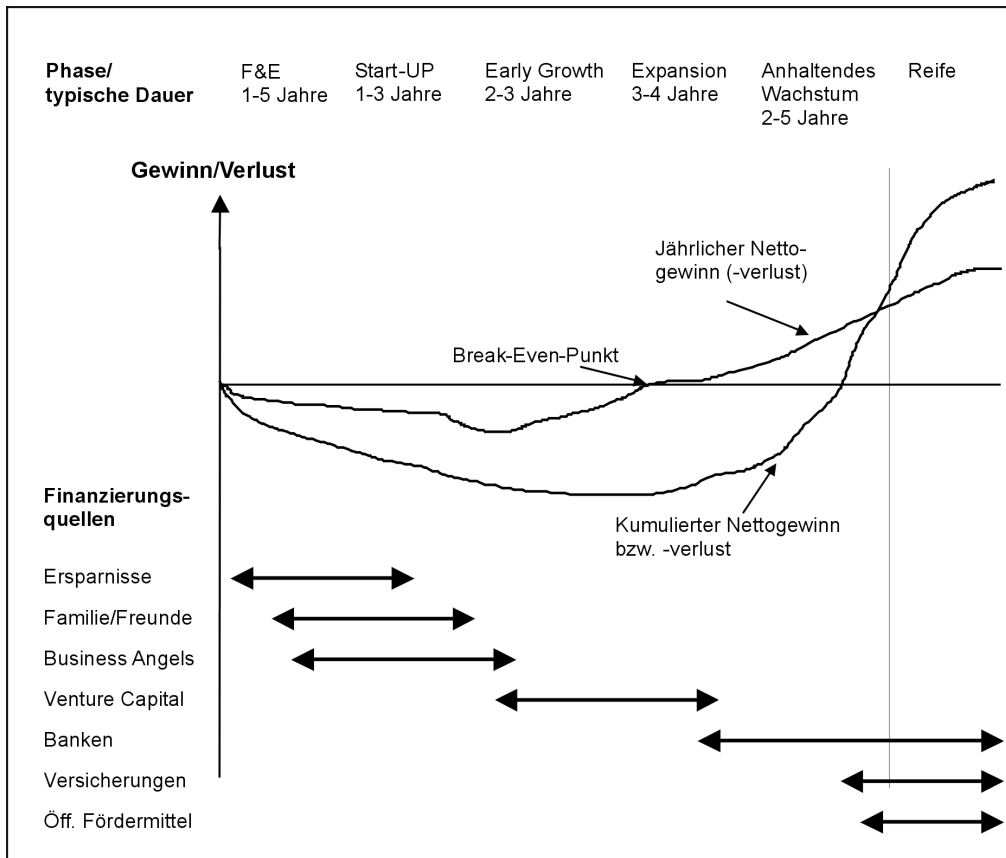 Phase/
typische Dauer
F&E
1-5 Jahre
Start-UP
1-3 Jahre
Early Growth
2-3 Jahre
Expansion
3-4 Jahre
Anhaltendes
Wachstum
2-5 Jahre
Reife
Gewinn/Verlust
Jährlicher Netto-
gewinn (-verlust)
Break-Even-Punkt
Kumulierter Nettogewinn
bzw. -verlust
Finanzierungs-
quellen
Ersparnisse
Familie/Freunde
Business Angels
Venture Capital
Banken
Versicherungen
Öff. Fördermittel